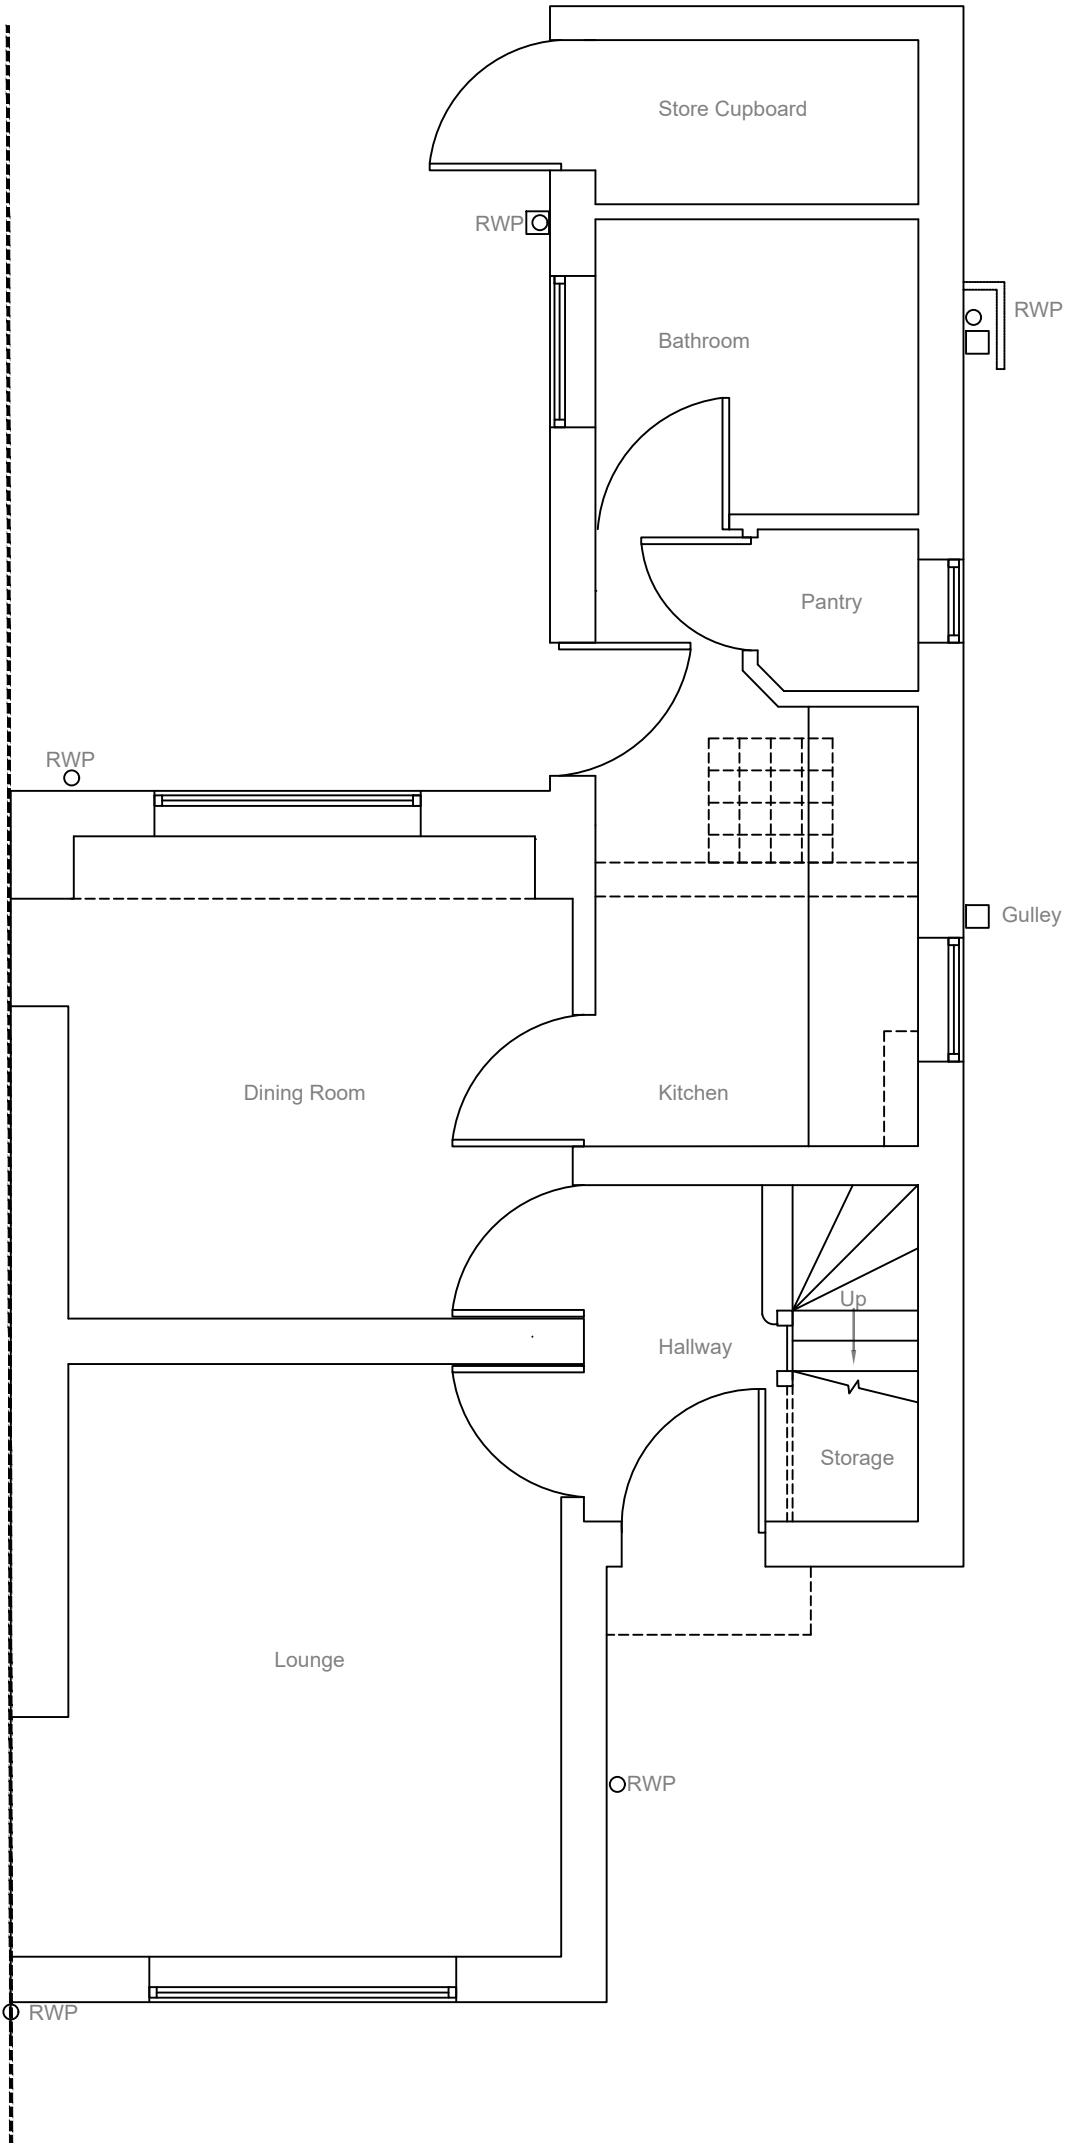 Store Cupboard
RWP
RWP
Bathroom
Pantry
RWP
Gulley
Dining Room
Kitchen
Up
Hallway
Storage
Lounge
RWP
RWP